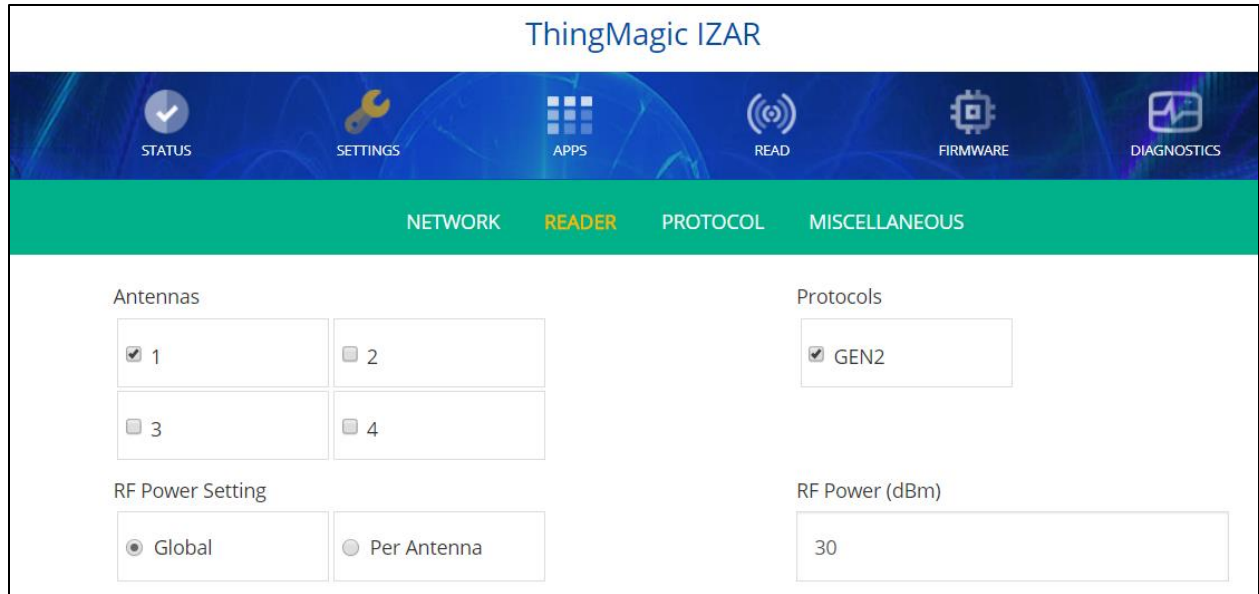 ThingMagic IZAR
STATUS SETTINGS APPS READ FIRMWARE DIAGNOSTICS
NETWORK READER PROTOCOL MISCELLANEOUS
Antennas Protocols
1 2 GEN2
3 4
RF Power Setting RF Power (dBm)
Global Per Antenna 30